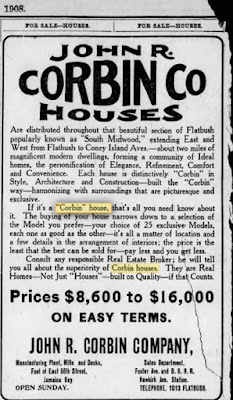 1908.
FOR SALE—HOUSES. FOR SALE—HOUSES.
JOHN R.
CORBIN CO
HOUSES
Are distributed throughout that beautiful section of Flatbush
popularly known as "South Midwood," extending East and
West from Flatbush to Coney Island Aves.—about two miles of
magnificent modern dwellings, forming a community of Ideal
homes, the personification of Elegance, Refinement, Comfort
and Convenience. Each house is distinctively "Corbin" in
Style, Architecture and Construction—built the "Corbin"
way—harmonizing with surroundings that are picturesque and
exclusive.
If it's a "Corbin" house, that's all you need know about
it. The buying of your house narrows down to a selection of
the Model you prefer—your choice of 25 exclusive Models,
each one as good as the other—it's all a matter of location and
a few details in the arrangement of interior; the price is the
least that the best can be sold for—pay less and you get less.
Consult any responsible Real Estate Broker; he will tell
you all about the superiority of Corbin houses. They are Real
Homes—Not Just "Houses"—built on Quality—if that Counts.
Prices $8,600 to $16,000
ON EASY TERMS.
JOHN R. CORBIN COMPANY,
Manufacturing Plant, Mills and Docks,
Foot of East 66th Street,
Jamaica Bay
OPEN SUNDAY.
Sales Department,
Foster Ave. and B. B. R. R.
Newkirk Ave. Station.
TELEPHONE, 1013 FLATBUSH.